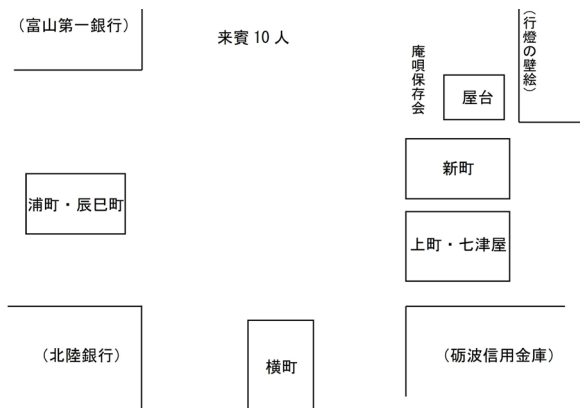 （富山第一銀行）
来賓 10 人
庵唄保存会
屋台
（行燈の壁絵）
新町
浦町・辰巳町
上町・七津屋
（北陸銀行）
横町
（砺波信用金庫）